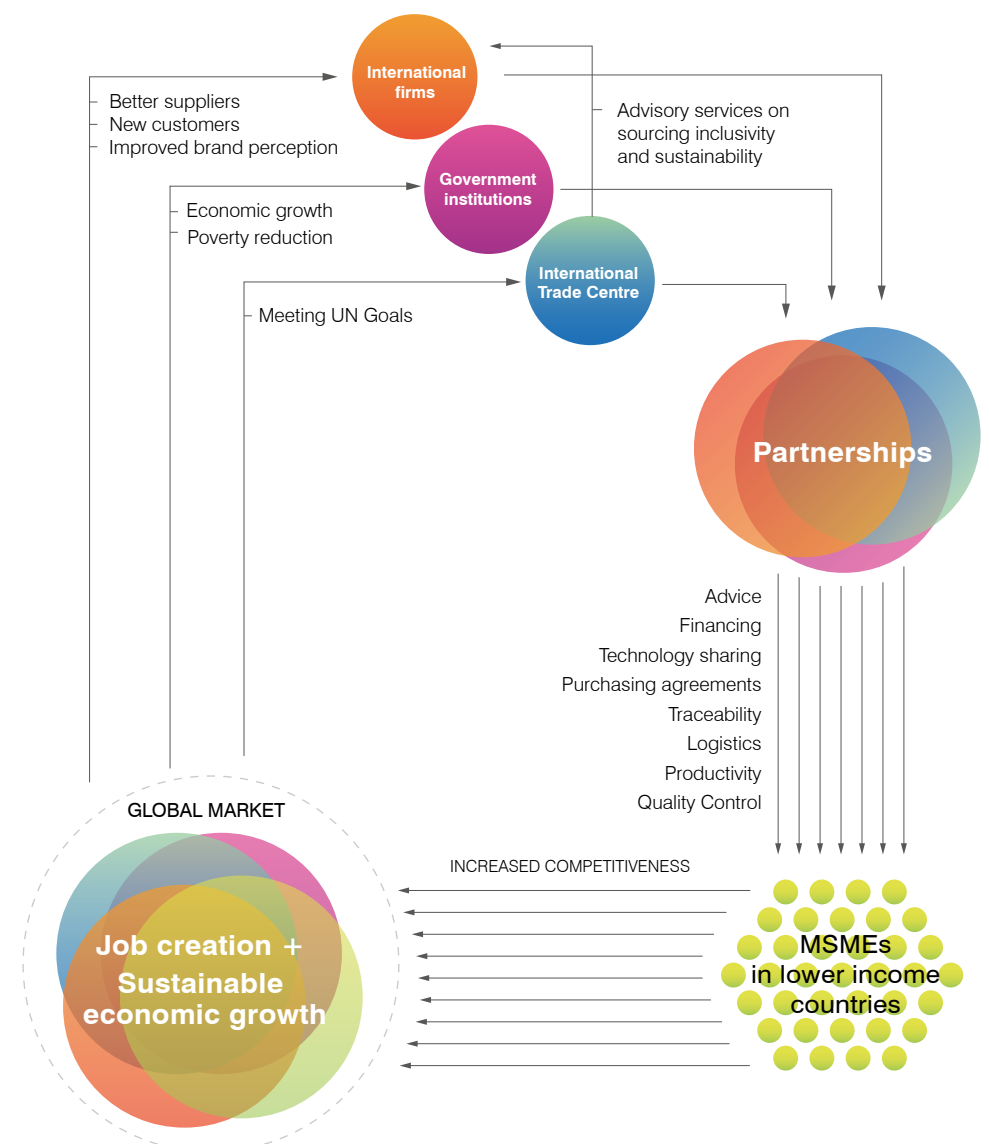 International
firms
Better suppliers
New customers
Improved brand perception
Advisory services on
sourcing inclusivity
and sustainability
Government
institutions
Economic growth
Poverty reduction
International
Trade Centre
Meeting UN Goals
Partnerships
Advice
Financing
Technology sharing
Purchasing agreements
Traceability
Logistics
Productivity
Quality Control
GLOBAL MARKET
INCREASED COMPETITIVENESS
Job creation +
Sustainable
economic growth
MSMEs
in lower income
countries